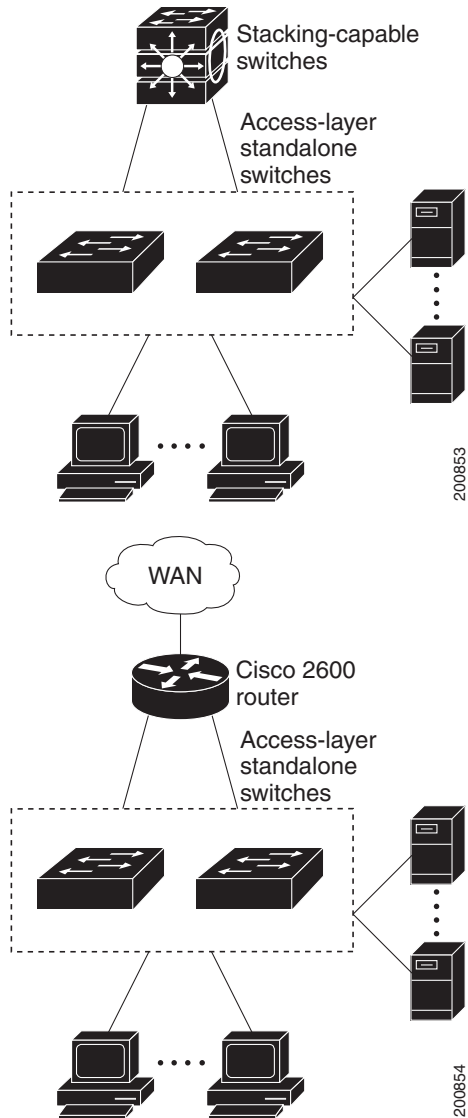 Stacking-capable
switches
Access-layer
standalone
switches
200853
WAN
Cisco 2600
router
Access-layer
standalone
switches
200854